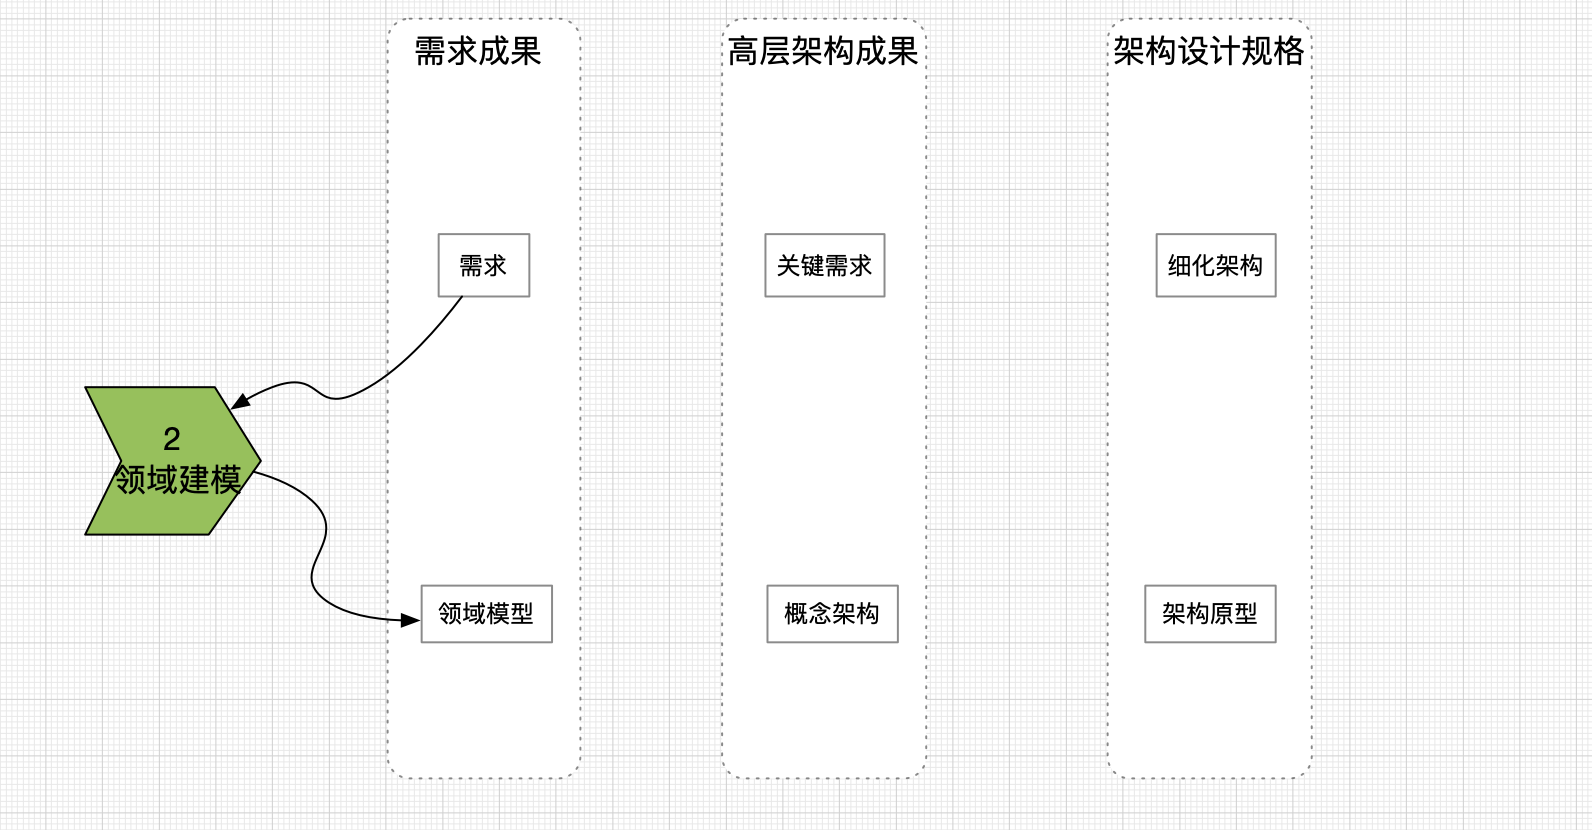 需求成果
高层架构成果
架构设计规格
需求
关键需求
细化架构
2
领域建模
领域模型
概念架构
架构原型